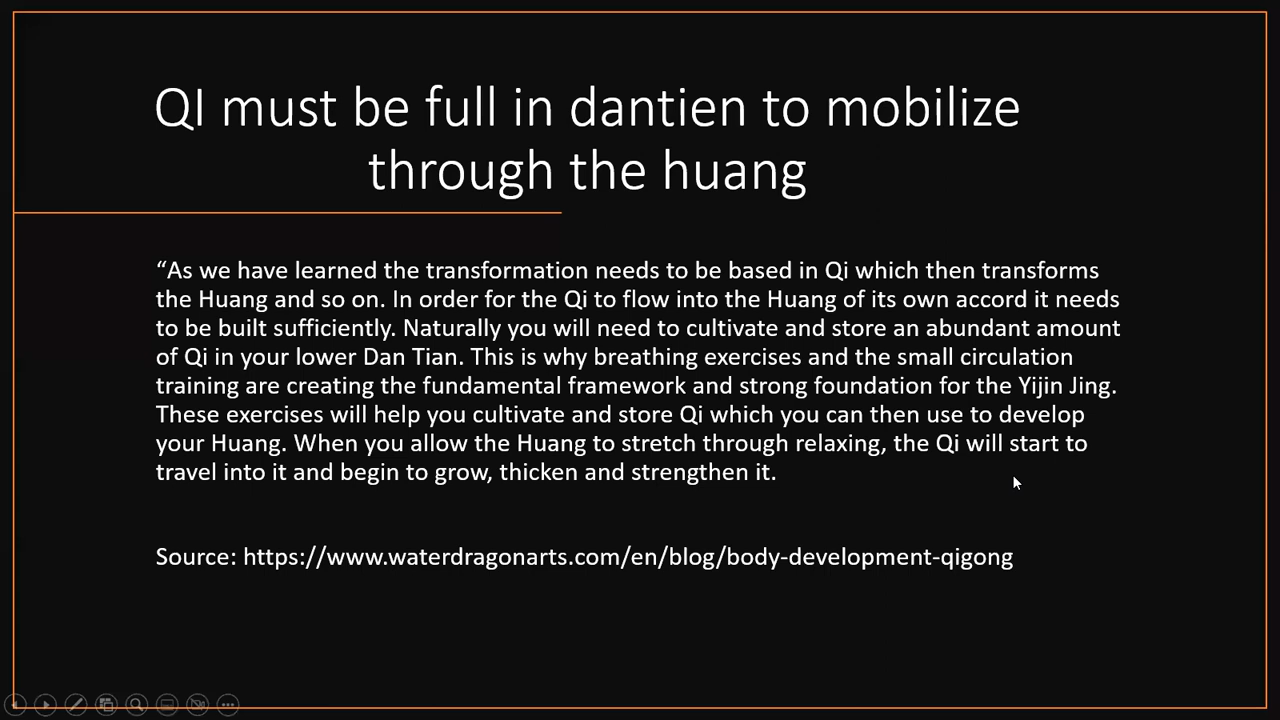 QI must be full in dantien to mobilize
through the huang
“As we have learned the transformation needs to be based in Qi which then transforms
the Huang and so on. In order for the Qi to flow into the Huang of its own accord it needs
to be built sufficiently. Naturally you will need to cultivate and store an abundant amount
of Qi in your lower Dan Tian. This is why breathing exercises and the small circulation
training are creating the fundamental framework and strong foundation for the Yijin Jing.
These exercises will help you cultivate and store Qi which you can then use to develop
your Huang. When you allow the Huang to stretch through relaxing, the Qi will start to
travel into it and begin to grow, thicken and strengthen it.
Source: https://www.waterdragonarts.com/en/blog/body-development-qigong